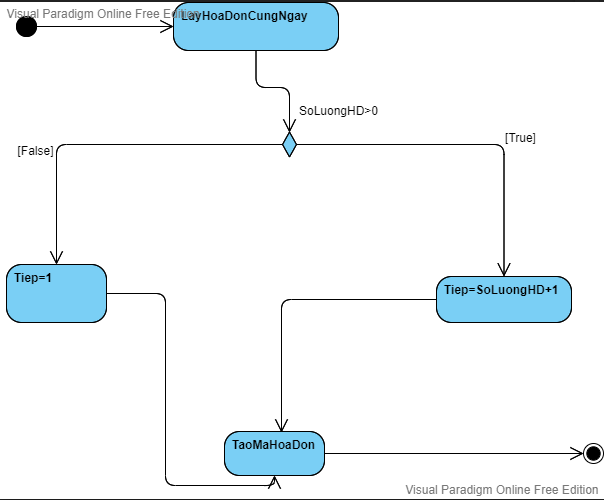 Visual Paradigm Online Free Edition
LayHoaDonCungNgay
SoLuongHD>0
[True]
[False]
Tiep=1
Tiep=SoLuongHD+1
TaoMaHoaDon
Visual Paradigm Online Free Edition